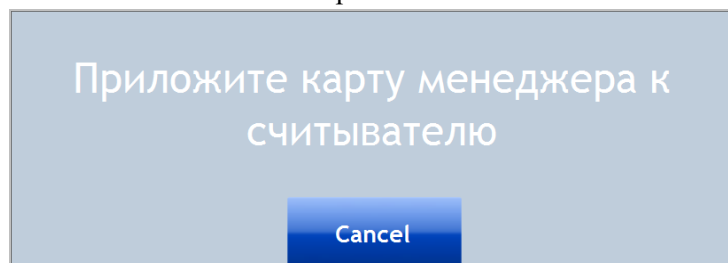 Приложите карту менеджера к
считывателю
Cancel